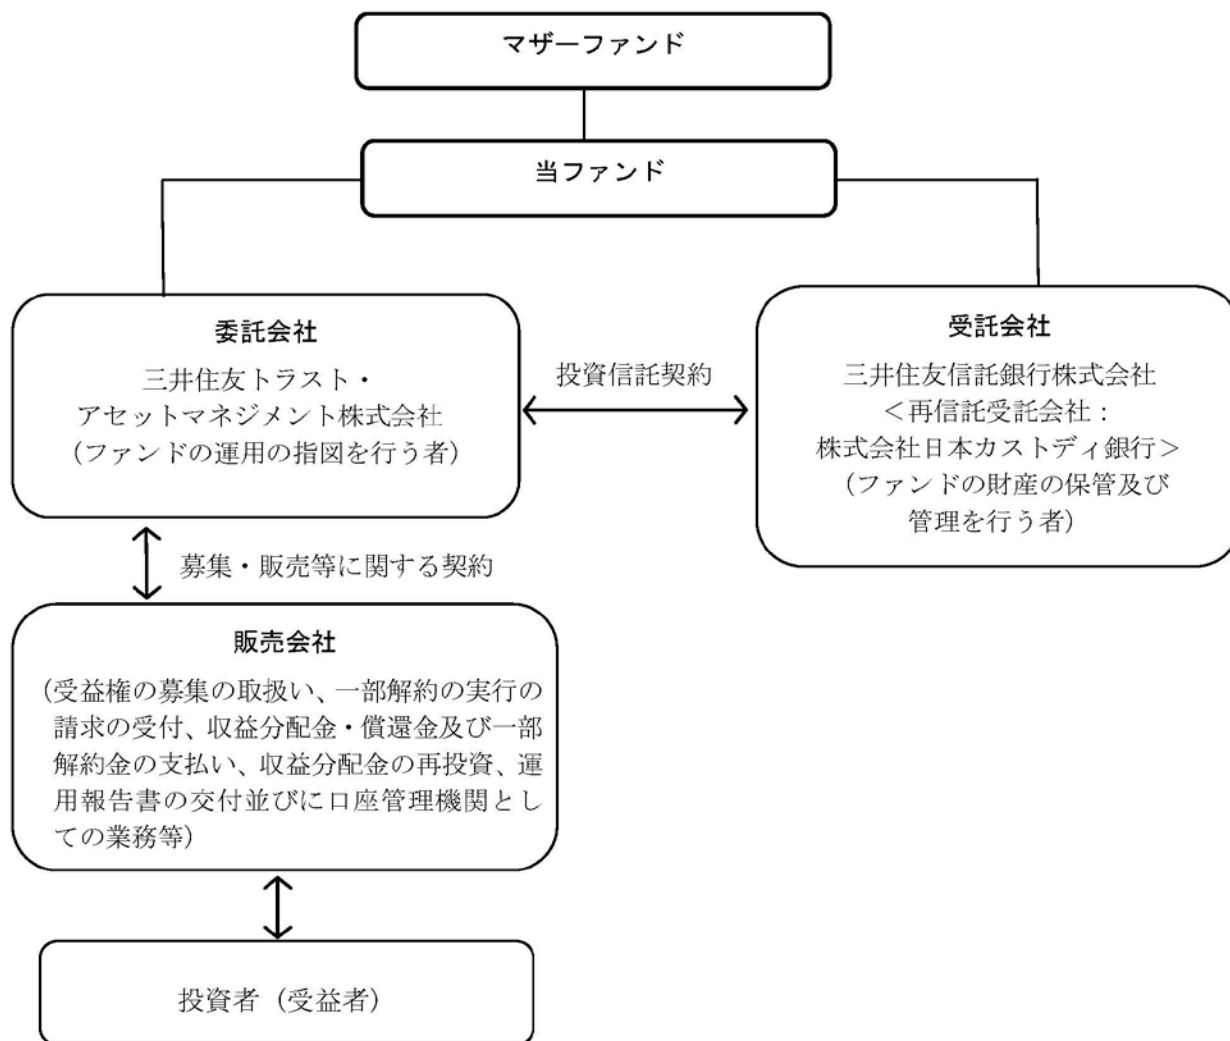 マザーファンド
当ファンド
委託会社
三井住友トラスト・
アセットマネジメント株式会社
（ファンドの運用の指図を行う者）
投資信託契約
受託会社
三井住友信託銀行株式会社
＜再信託受託会社：
株式会社日本カストディ銀行＞
（ファンドの財産の保管及び
管理を行う者）
募集・販売等に関する契約
販売会社
（受益権の募集の取扱い、一部解約の実行の
請求の受付、収益分配金・償還金及び一部
解約金の支払い、収益分配金の再投資、運
用報告書の交付並びに口座管理機関とし
ての業務等）
投資者（受益者）